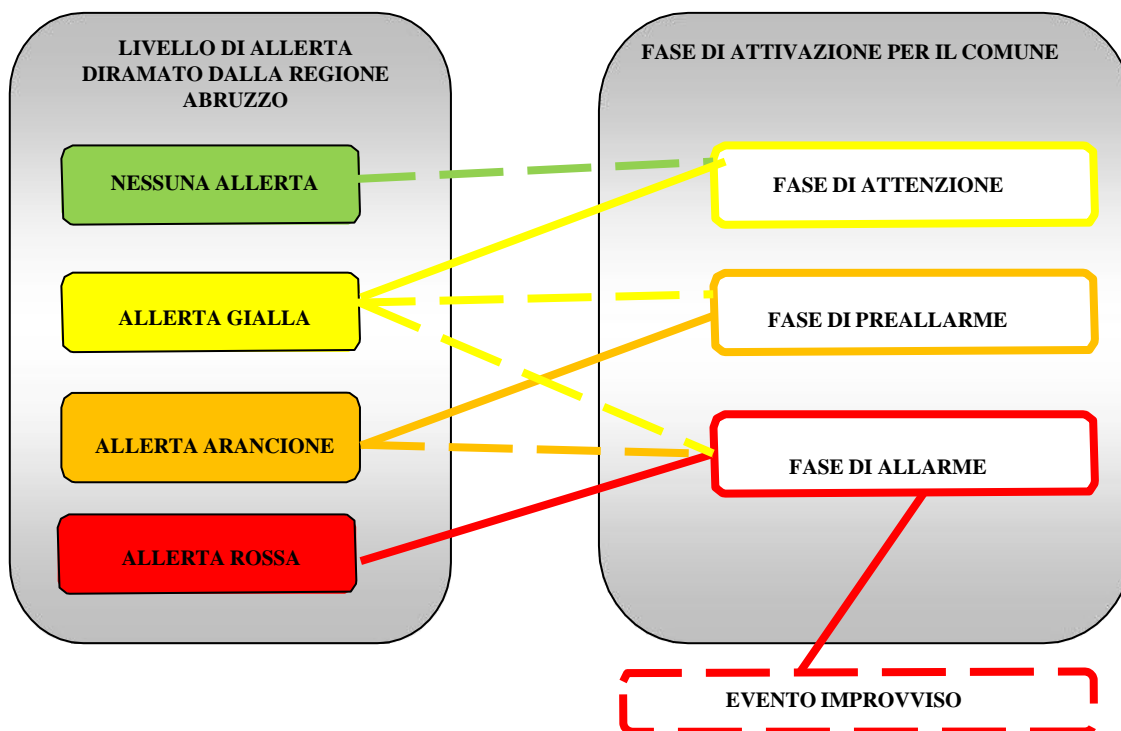 LIVELLO DI ALLERTA
DIRAMATO DALLA REGIONE
ABRUZZO
NESSUNA ALLERTA
ALLERTA GIALLA
ALLERTA ARANCIONE
ALLERTA ROSSA
FASE DI ATTIVAZIONE PER IL COMUNE
FASE DI ATTENZIONE
FASE DI PREALLARME
FASE DI ALLARME
EVENTO IMPROVVISO